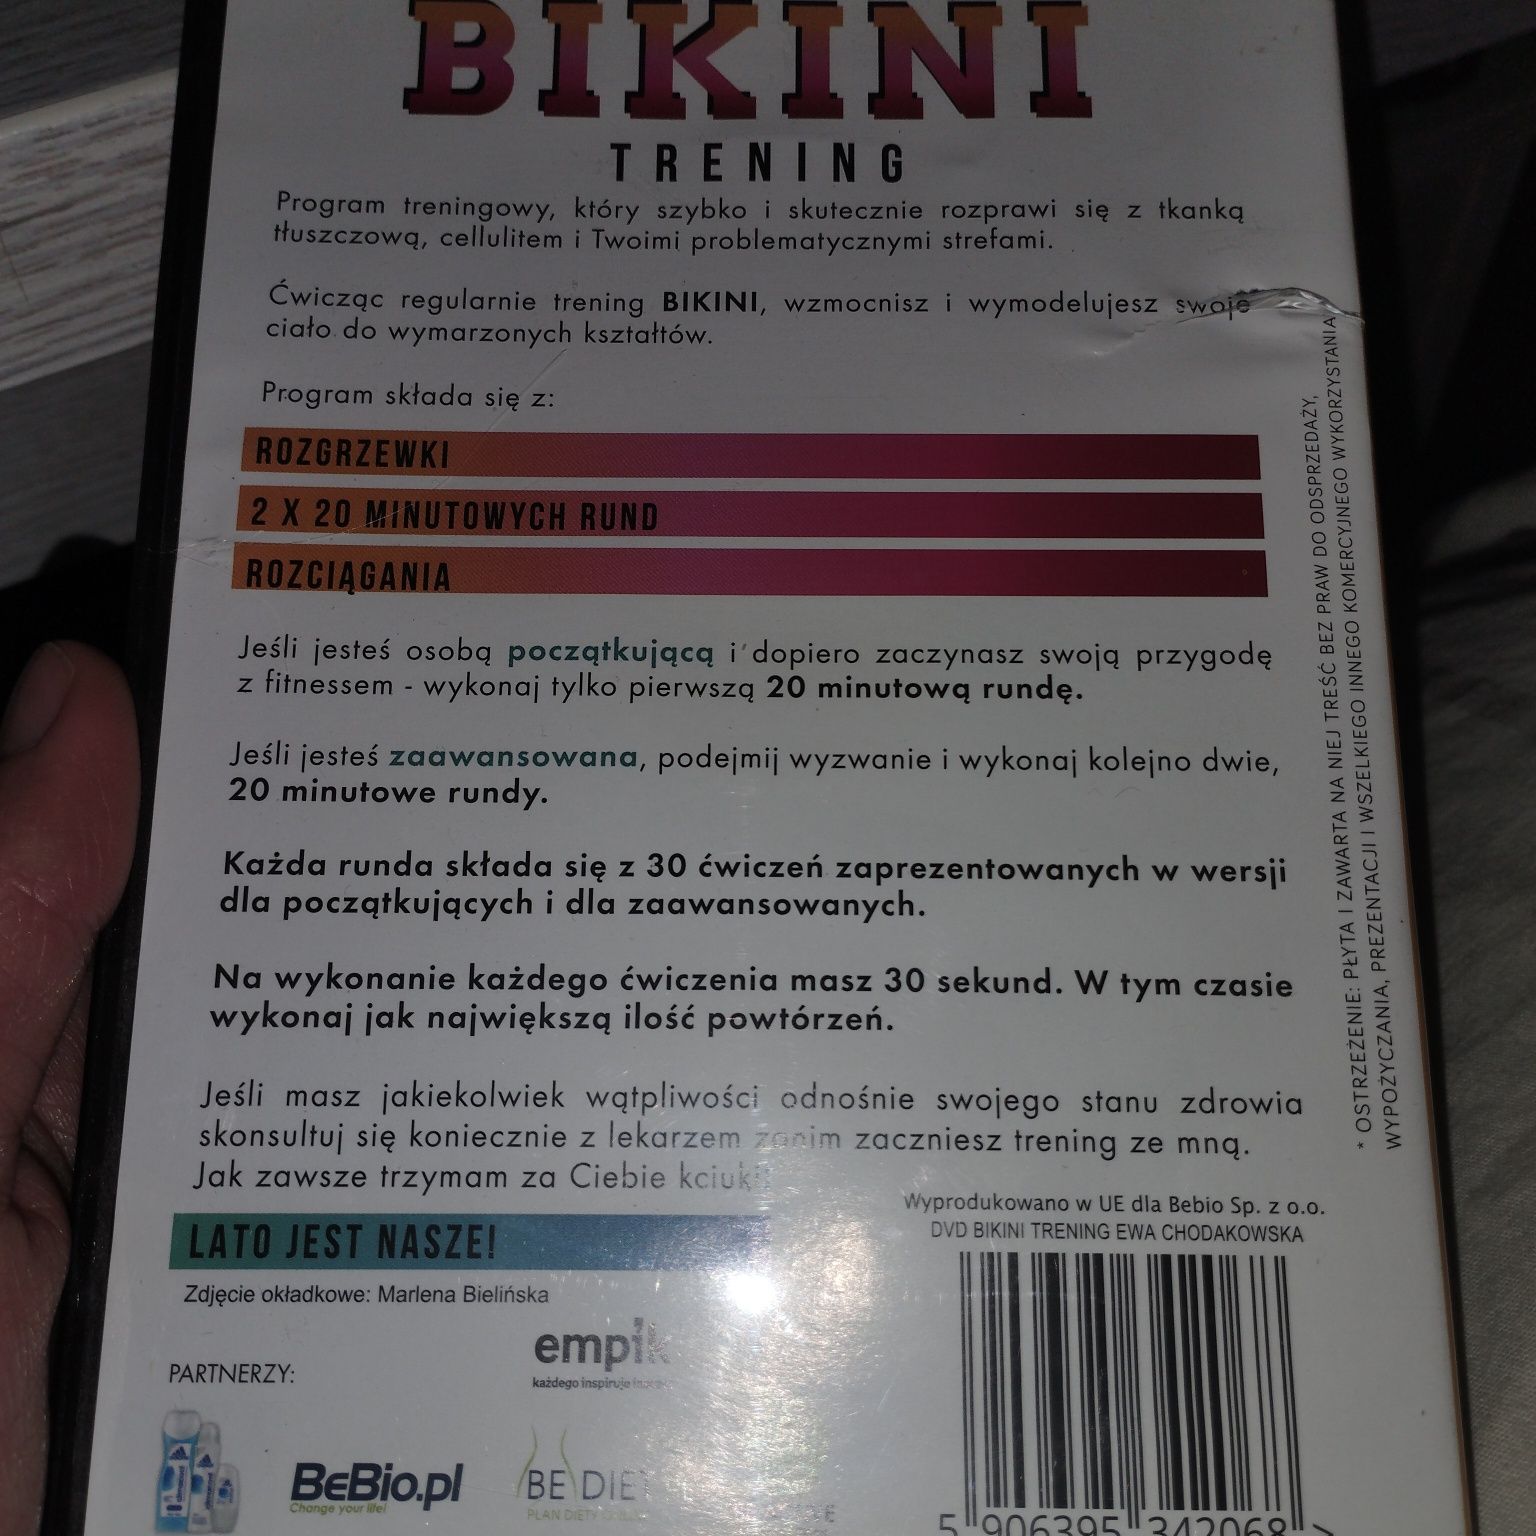 BIKINI
TRENING
Program treningowy, który szybko i skutecznie rozprawi się z tkanką
tłuszczową, cellulitem i Twoimi problematycznymi strefami.
Ćwicząc regularnie trening BIKINI, wzmocnisz i wymodelujesz swoje
ciało do wymarzonych kształtów.
Program składa się z:
ROZGRZEWKI
2 X 20 MINUTOWYCH RUND
ROZCIĄGANIA
Jeśli jesteś osobą początkującą i dopiero zaczynasz swoją przygodę
z fitnessem - wykonaj tylko pierwszą 20 minutową rundę.
Jeśli jesteś zaawansowana, podejmij wyzwanie i wykonaj kolejno dwie,
20 minutowe rundy.
Każda runda składa się z 30 ćwiczeń zaprezentowanych w wersji
dla początkujących i dla zaawansowanych.
Na wykonanie każdego ćwiczenia masz 30 sekund. W tym czasie
wykonaj jak największą ilość powtórzeń.
Jeśli masz jakiekolwiek wątpliwości odnośnie swojego stanu zdrowia
skonsultuj się koniecznie z lekarzem zanim zaczniesz trening ze mną.
Jak zawsze trzymam za Ciebie kciuki!
LATO JEST NASZE!
Zdjęcie okładkowe: Marlena Bielińska
PARTNERZY:
empik
każdego inspiruje
adidas
BEBIO.pl
Change your life!
BE DIET
PLAN DIETY
Wyprodukowano w UE dla Bebio Sp. z o.o.
DVD BIKINI TRENING EWA CHODAKOWSKA
5 906395 342068 >
* OSTRZEŻENIE: PŁYTA I ZAWARTA NA NIEJ TREŚĆ BEZ PRAW DO ODSPRZEDAŻY,
WYPOŻYCZANIA, PREZENTACJI I WSZELKIEGO INNEGO KOMERCYJNEGO WYKORZYSTANIA